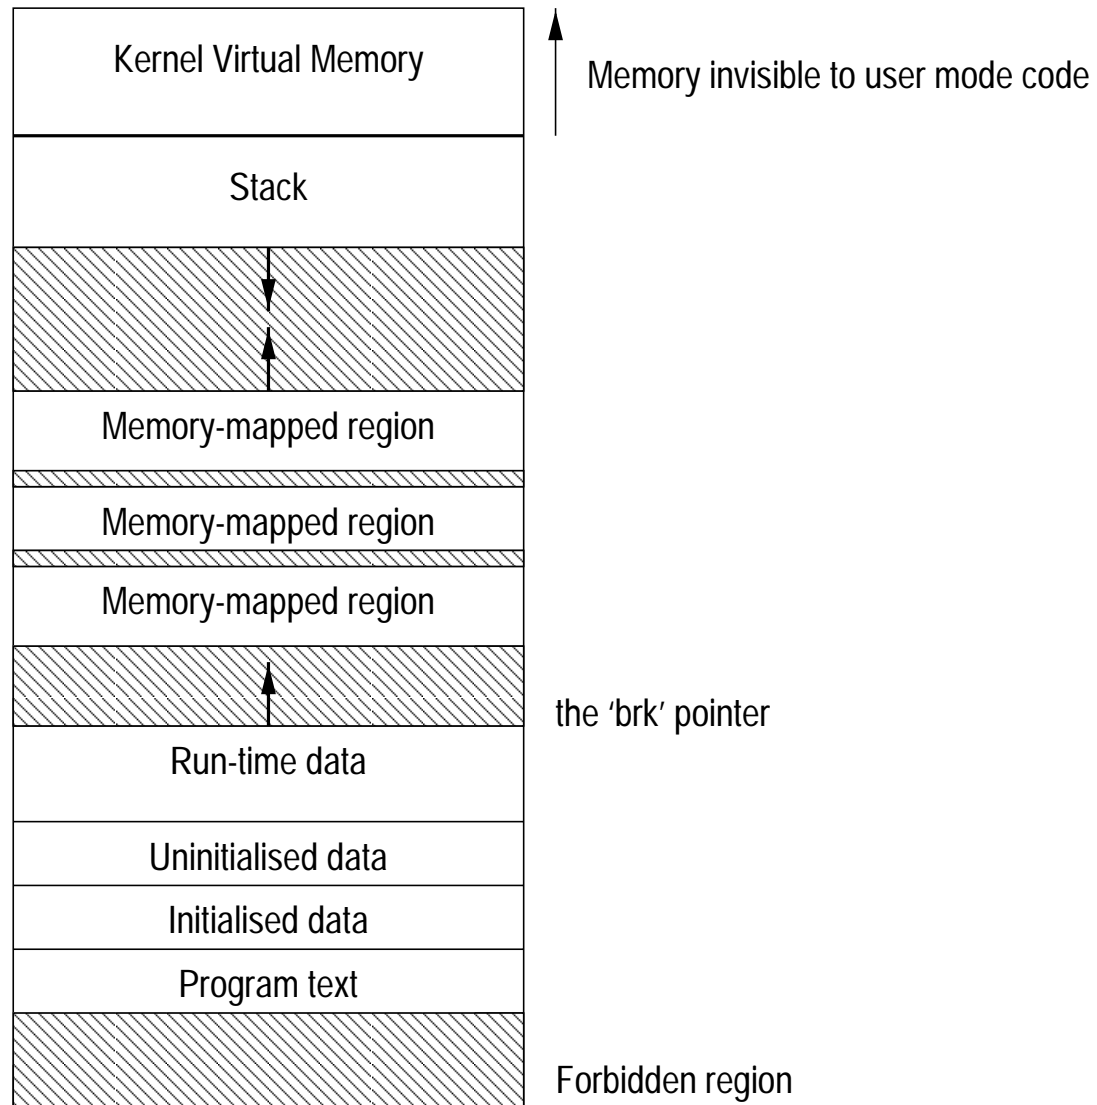 Kernel Virtual Memory
Memory invisible to user mode code
Stack
Memory-mapped region
Memory-mapped region
Memory-mapped region
the ‘brk’ pointer
Run-time data
Uninitialised data
Initialised data
Program text
Forbidden region